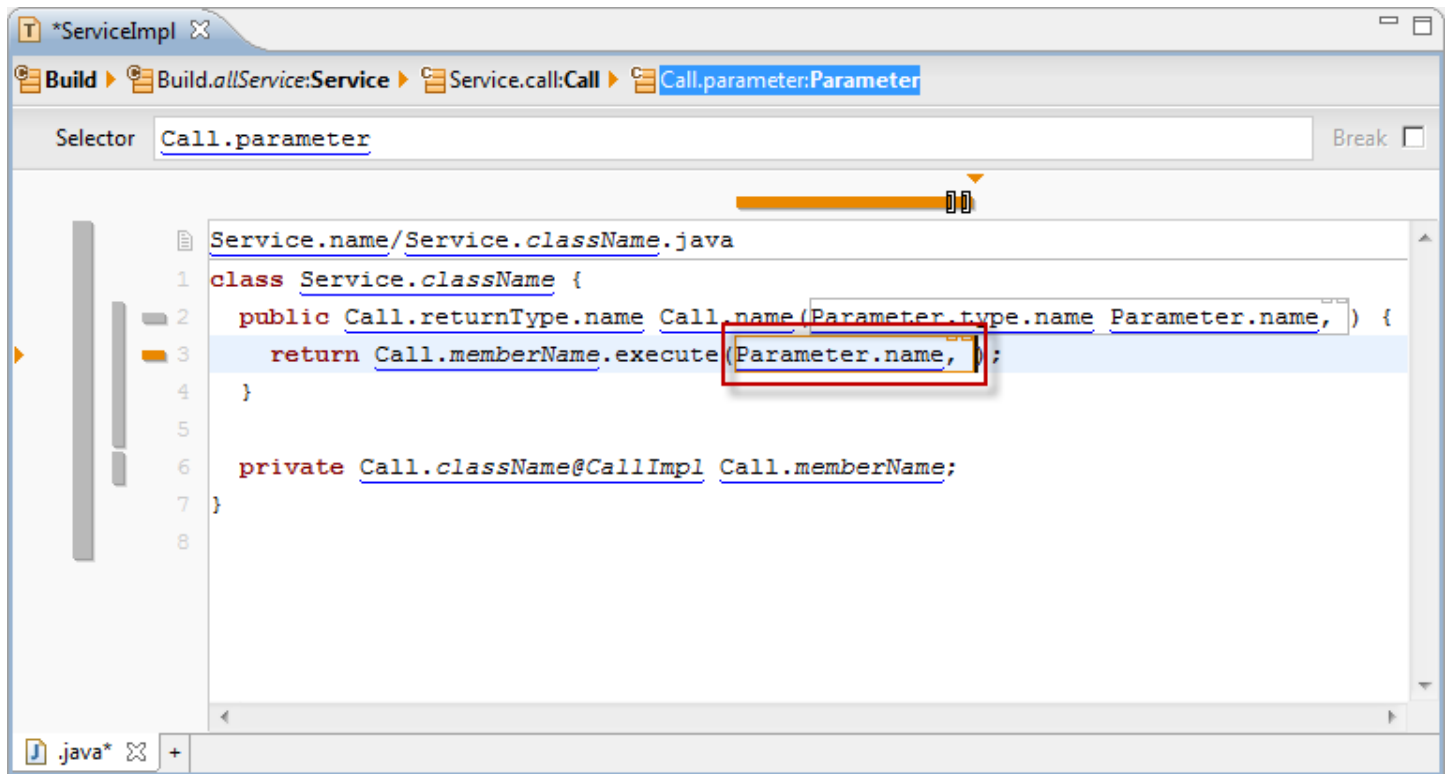 *ServiceImpl
Build Build.allService:Service Service.call:Call Call.parameter:Parameter
Selector Call.parameter Break
Service.name/Service.className.java
1 class Service.className {
2 public Call.returnType.name Call.name(Parameter.type.name Parameter.name, ) {
3 return Call.memberName.execute(Parameter.name, );
4 }
5
6 private Call.className@CallImpl Call.memberName;
7 }
8
.java* +